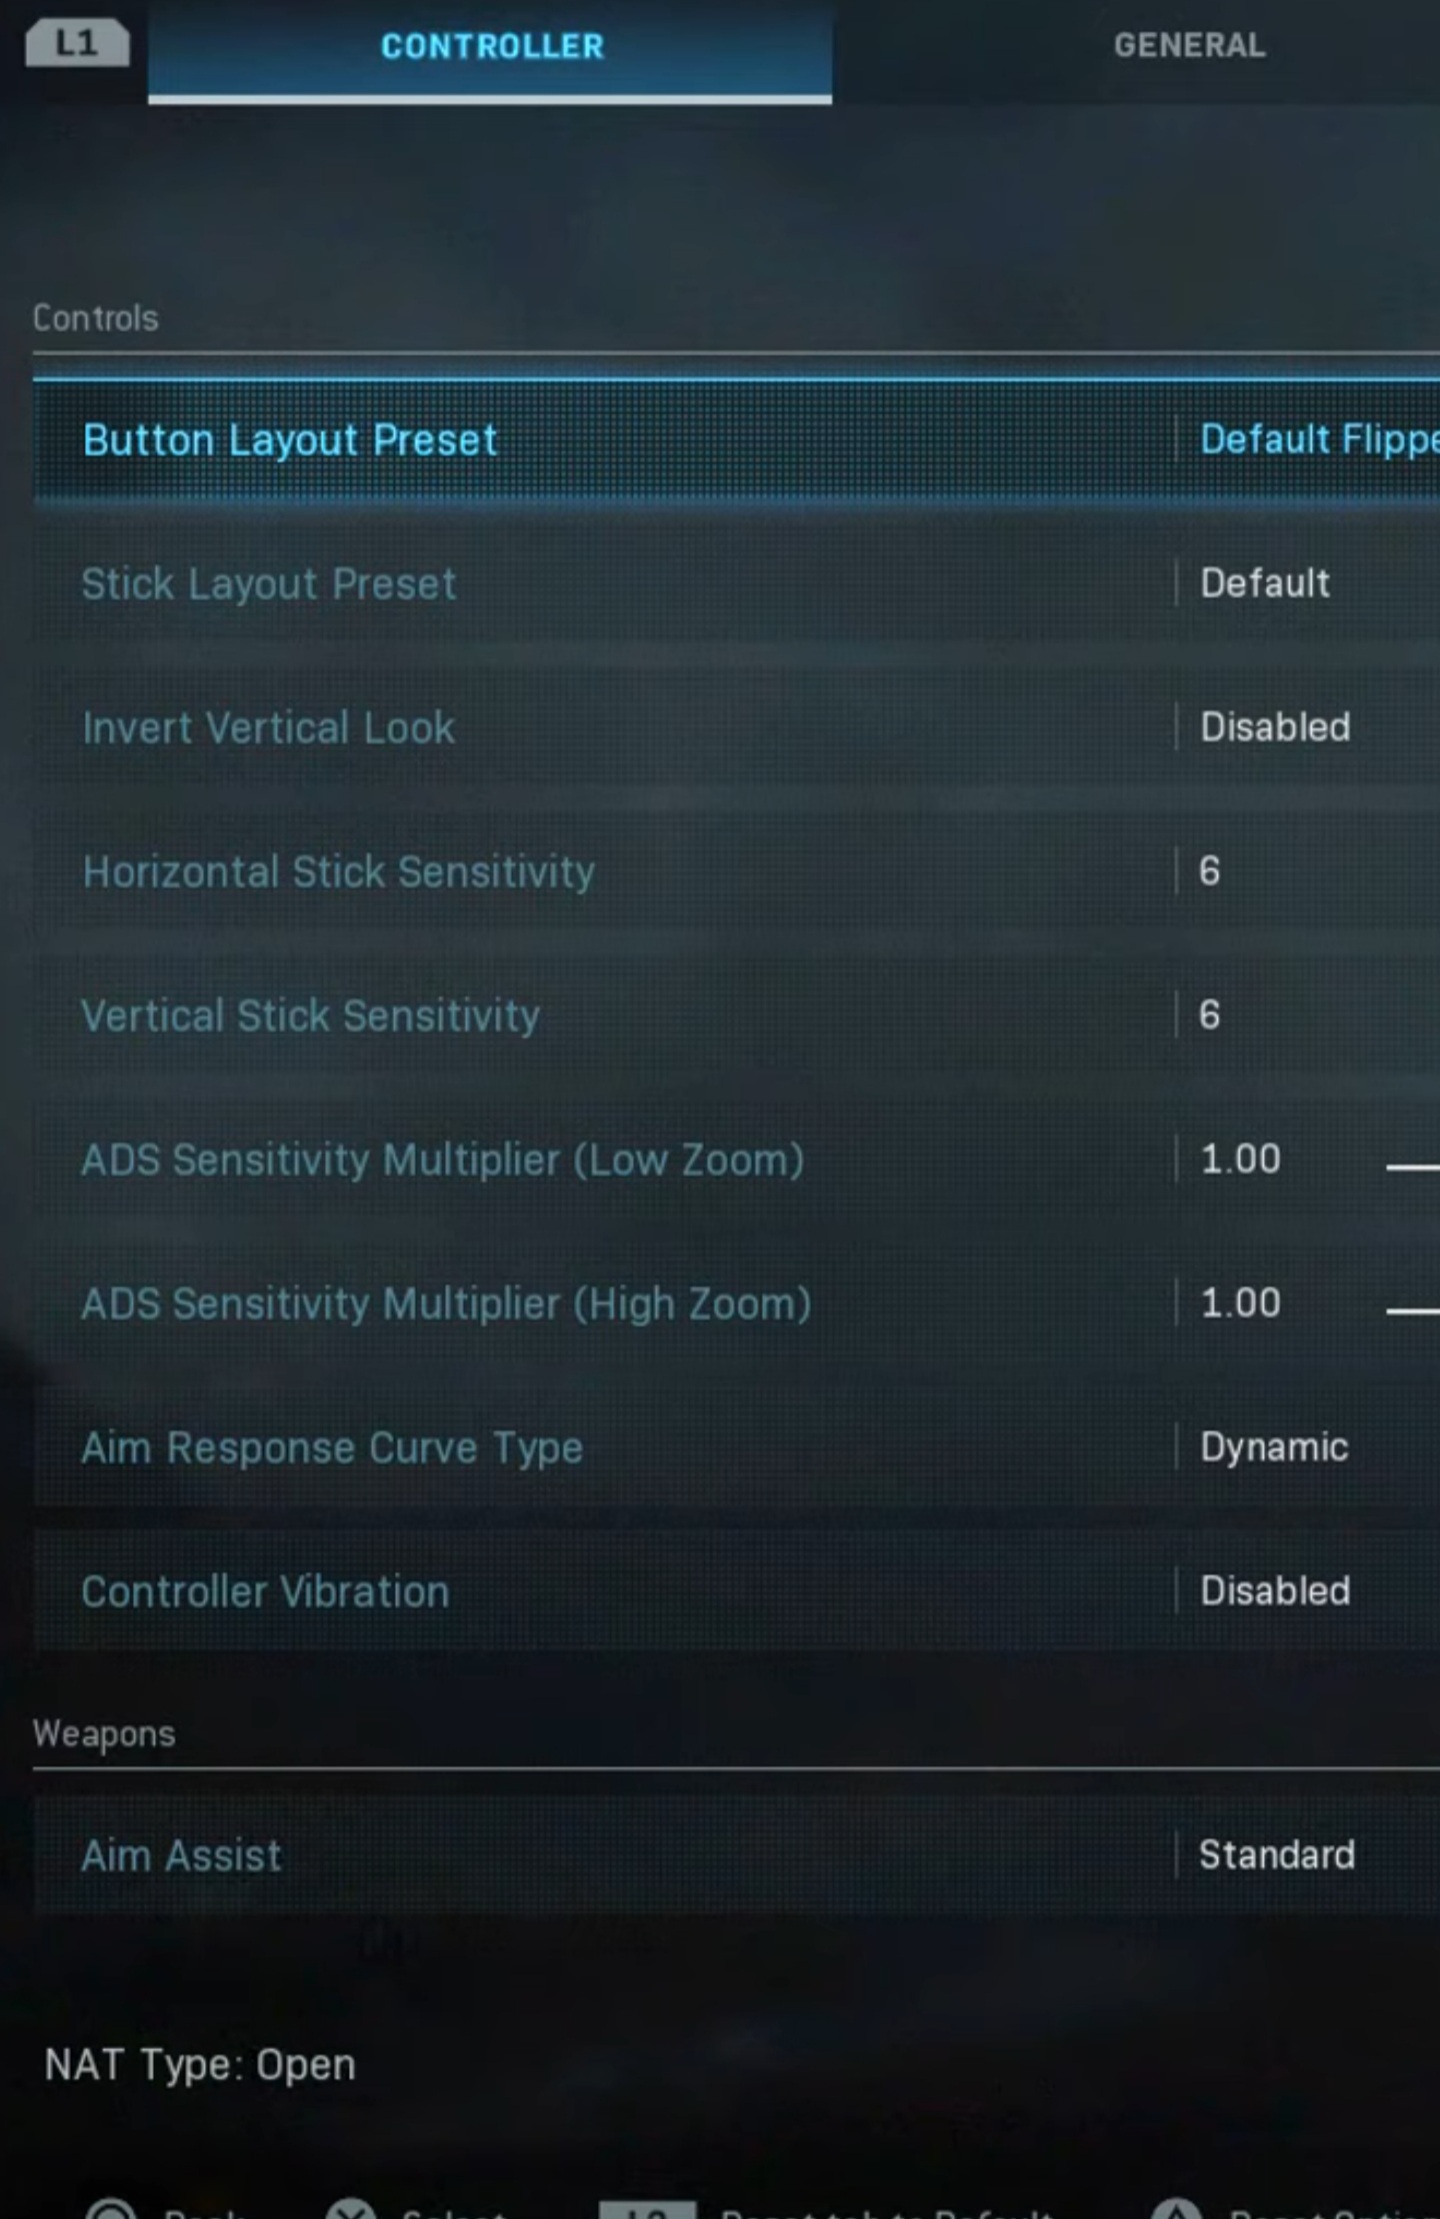 L1 CONTROLLER GENERAL
Controls
Button Layout Preset Default
Stick Layout Preset Default
Invert Vertical Look Disabled
Horizontal Stick Sensitivity 6
Vertical Stick Sensitivity 6
ADS Sensitivity Multiplier (Low Zoom) 1.00
ADS Sensitivity Multiplier (High Zoom) 1.00
Aim Response Curve Type Dynamic
Controller Vibration Disabled
Weapons
Aim Assist Standard
NAT Type: Open